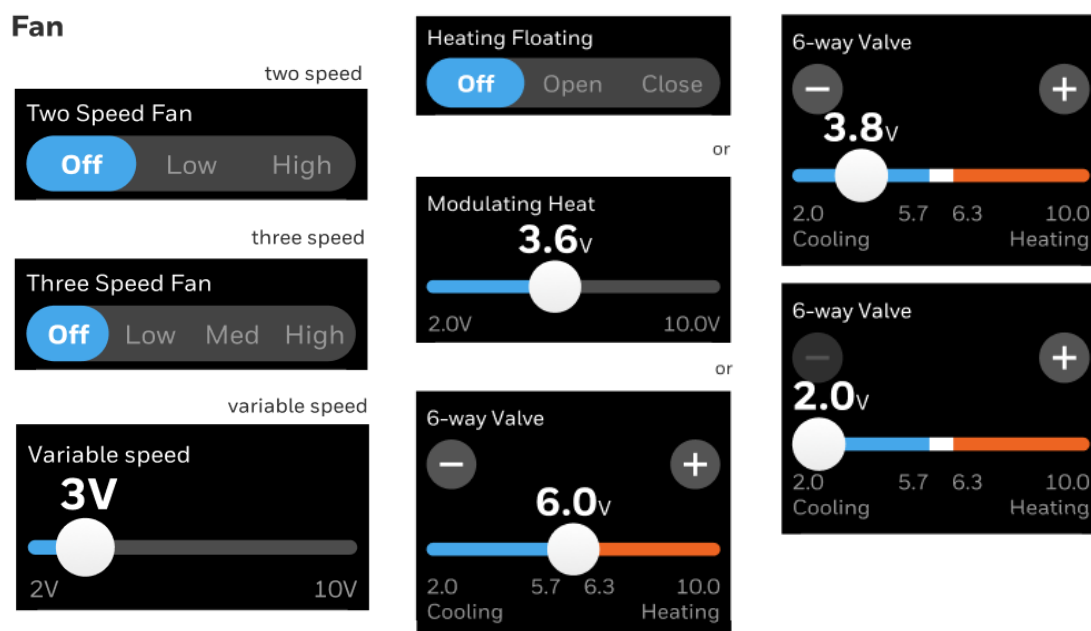 Fan
two speed
Two Speed Fan
Off Low High
three speed
Three Speed Fan
Off Low Med High
variable speed
Variable speed
3V
2V 10V
Heating Floating
Off Open Close
or
Modulating Heat
3.6V
2.0V 10.0V
or
6-way Valve
− +
6.0V
2.0 5.7 6.3 10.0
Cooling Heating
6-way Valve
− +
3.8V
2.0 5.7 6.3 10.0
Cooling Heating
6-way Valve
− +
2.0V
2.0 5.7 6.3 10.0
Cooling Heating